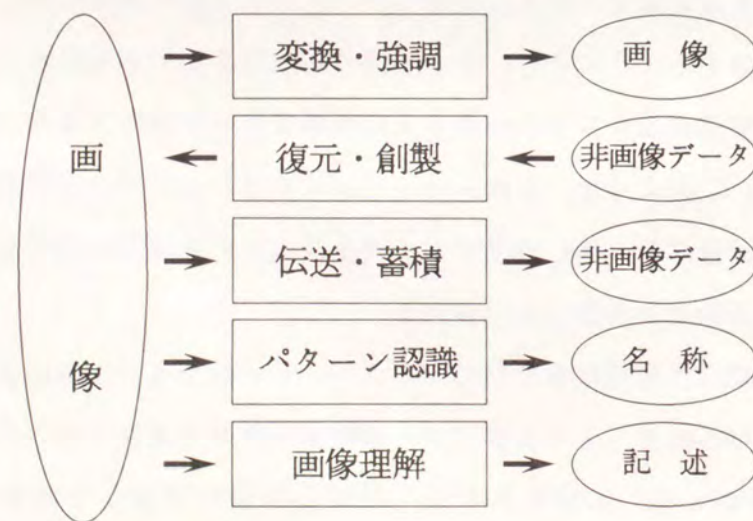 画像
変換・強調
画像
復元・創製
非画像データ
伝送・蓄積
非画像データ
パターン認識
名称
画像理解
記述